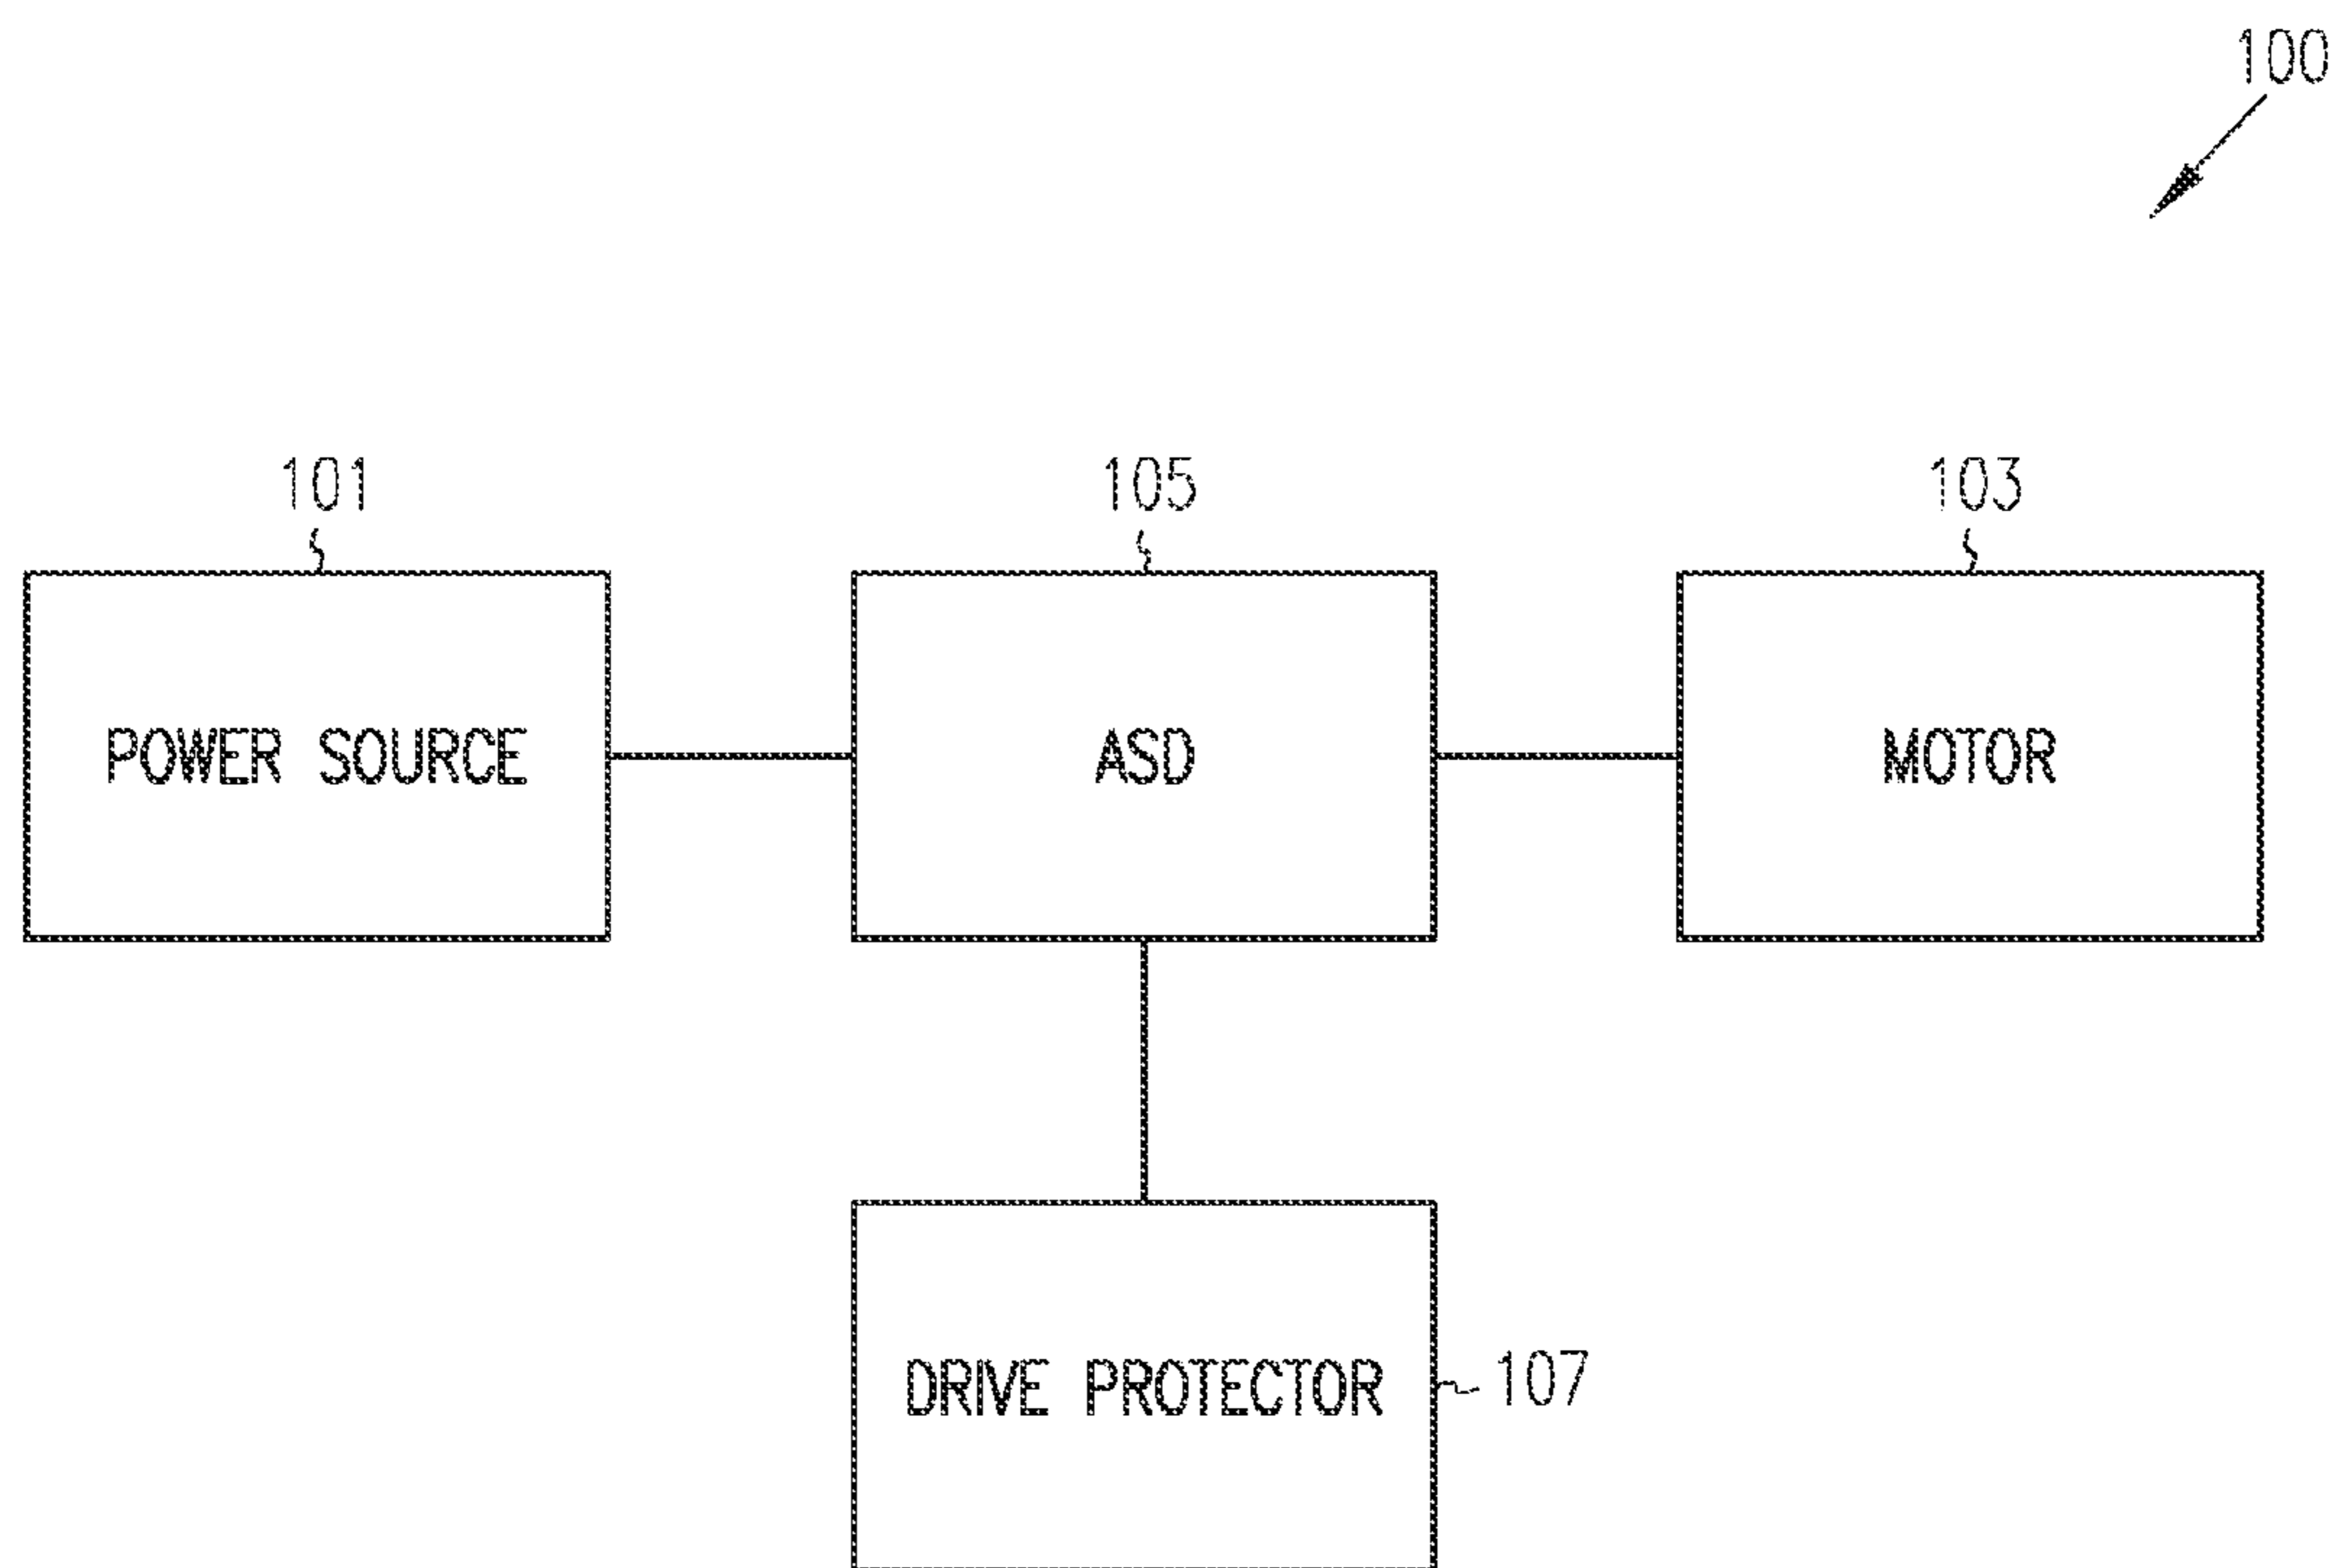 100
101
105
103
POWER SOURCE
ASD
MOTOR
DRIVE PROTECTOR
107